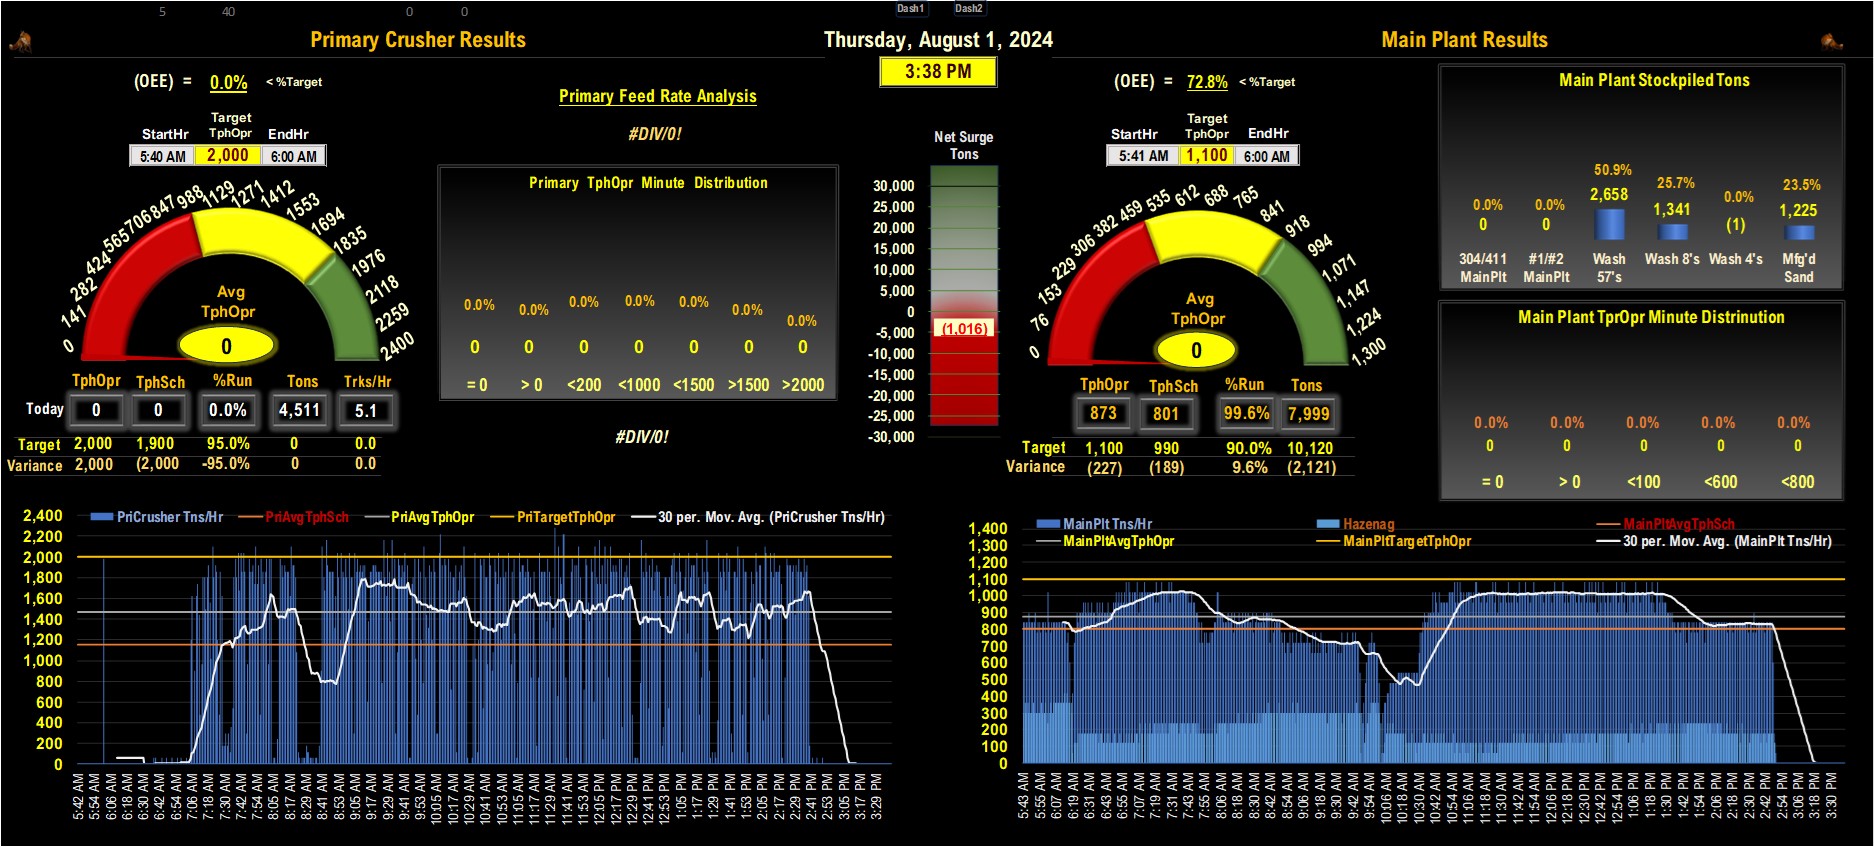 5 40 0 0 Dash1 Dash2
Primary Crusher Results
Thursday, August 1, 2024
Main Plant Results
3:38 PM
(OEE) = 0.0% < %Target
Target
StartHr TphOpr EndHr
5:40 AM 2,000 6:00 AM
0 141 282 424 565 706 847 988 1129 1271 1412 1553 1694 1835 1976 2118 2259 2400
Avg
TphOpr
0
TphOpr TphSch %Run Tons Trks/Hr
Today 0 0 0.0% 4,511 5.1
Target 2,000 1,900 95.0% 0 0.0
Variance 2,000 (2,000 -95.0% 0 0.0
Primary Feed Rate Analysis
#DIV/0!
Primary TphOpr Minute Distribution
0.0% 0.0% 0.0% 0.0% 0.0% 0.0% 0.0%
0 0 0 0 0 0 0
= 0 > 0 <200 <1000 <1500 >1500 >2000
#DIV/0!
Net Surge
Tons
30,000
25,000
20,000
15,000
10,000
5,000
0
(1,016)
-5,000
-10,000
-15,000
-20,000
-25,000
-30,000
(OEE) = 72.8% < %Target
Target
StartHr TphOpr EndHr
5:41 AM 1,100 6:00 AM
0 76 153 229 306 382 459 535 612 688 765 841 918 994 1,071 1,147 1,224 1,300
Avg
TphOpr
0
TphOpr TphSch %Run Tons
873 801 99.6% 7,999
Target 1,100 990 90.0% 10,120
Variance (227) (189) 9.6% (2,121)
Main Plant Stockpiled Tons
0.0% 0.0% 50.9% 25.7% 0.0% 23.5%
0 0 2,658 1,341 (1) 1,225
304/411 #1/#2 Wash Wash 8's Wash 4's Mfg'd
MainPlt MainPlt 57's Sand
Main Plant TprOpr Minute Distrinution
0.0% 0.0% 0.0% 0.0% 0.0%
0 0 0 0 0
= 0 > 0 <100 <600 <800
PriCrusher Tns/Hr PriAvgTphSch PriAvgTphOpr PriTargetTphOpr 30 per. Mov. Avg. (PriCrusher Tns/Hr)
2,400
2,200
2,000
1,800
1,600
1,400
1,200
1,000
800
600
400
200
0
5:42 AM 5:54 AM 6:06 AM 6:18 AM 6:30 AM 6:42 AM 6:54 AM 7:06 AM 7:18 AM 7:30 AM 7:42 AM 7:54 AM 8:05 AM 8:17 AM 8:29 AM 8:41 AM 8:53 AM 9:05 AM 9:17 AM 9:29 AM 9:41 AM 9:53 AM 10:05 AM 10:17 AM 10:29 AM 10:41 AM 10:53 AM 11:05 AM 11:17 AM 11:29 AM 11:41 AM 11:53 AM 12:05 PM 12:17 PM 12:29 PM 12:41 PM 12:53 PM 1:05 PM 1:17 PM 1:29 PM 1:41 PM 1:53 PM 2:05 PM 2:17 PM 2:29 PM 2:41 PM 2:53 PM 3:05 PM 3:17 PM 3:29 PM
MainPlt Tns/Hr Hazenag MainPltAvgTphSch
MainPltAvgTphOpr MainPltTargetTphOpr 30 per. Mov. Avg. (MainPlt Tns/Hr)
1,400
1,300
1,200
1,100
1,000
900
800
700
600
500
400
300
200
100
0
5:43 AM 5:55 AM 6:07 AM 6:19 AM 6:31 AM 6:43 AM 6:55 AM 7:07 AM 7:19 AM 7:31 AM 7:43 AM 7:55 AM 8:06 AM 8:18 AM 8:30 AM 8:42 AM 8:54 AM 9:06 AM 9:18 AM 9:30 AM 9:42 AM 9:54 AM 10:06 AM 10:18 AM 10:30 AM 10:42 AM 10:54 AM 11:06 AM 11:18 AM 11:30 AM 11:42 AM 11:54 AM 12:06 PM 12:18 PM 12:30 PM 12:42 PM 12:54 PM 1:06 PM 1:18 PM 1:30 PM 1:42 PM 1:54 PM 2:06 PM 2:18 PM 2:30 PM 2:42 PM 2:54 PM 3:06 PM 3:18 PM 3:30 PM